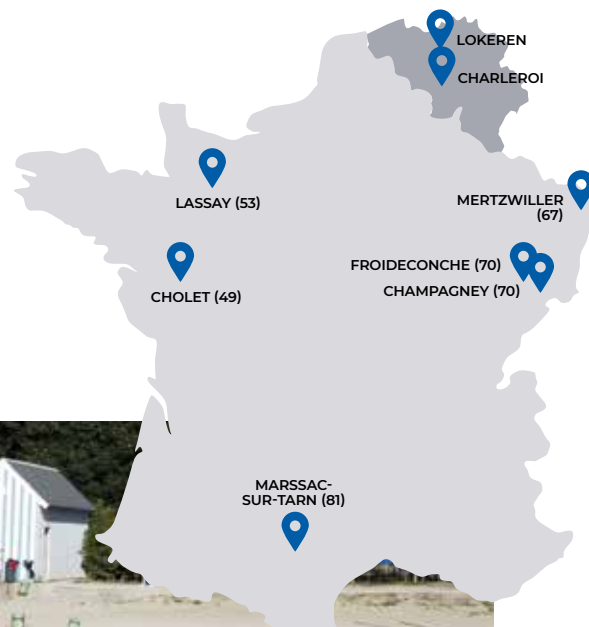 LOKEREN
CHARLEROI
LASSAY (53)
MERTZWILLER
(67)
FROIDECONCHE (70)
CHAMPAGNEY (70)
CHOLET (49)
MARSSAC-
SUR-TARN (81)